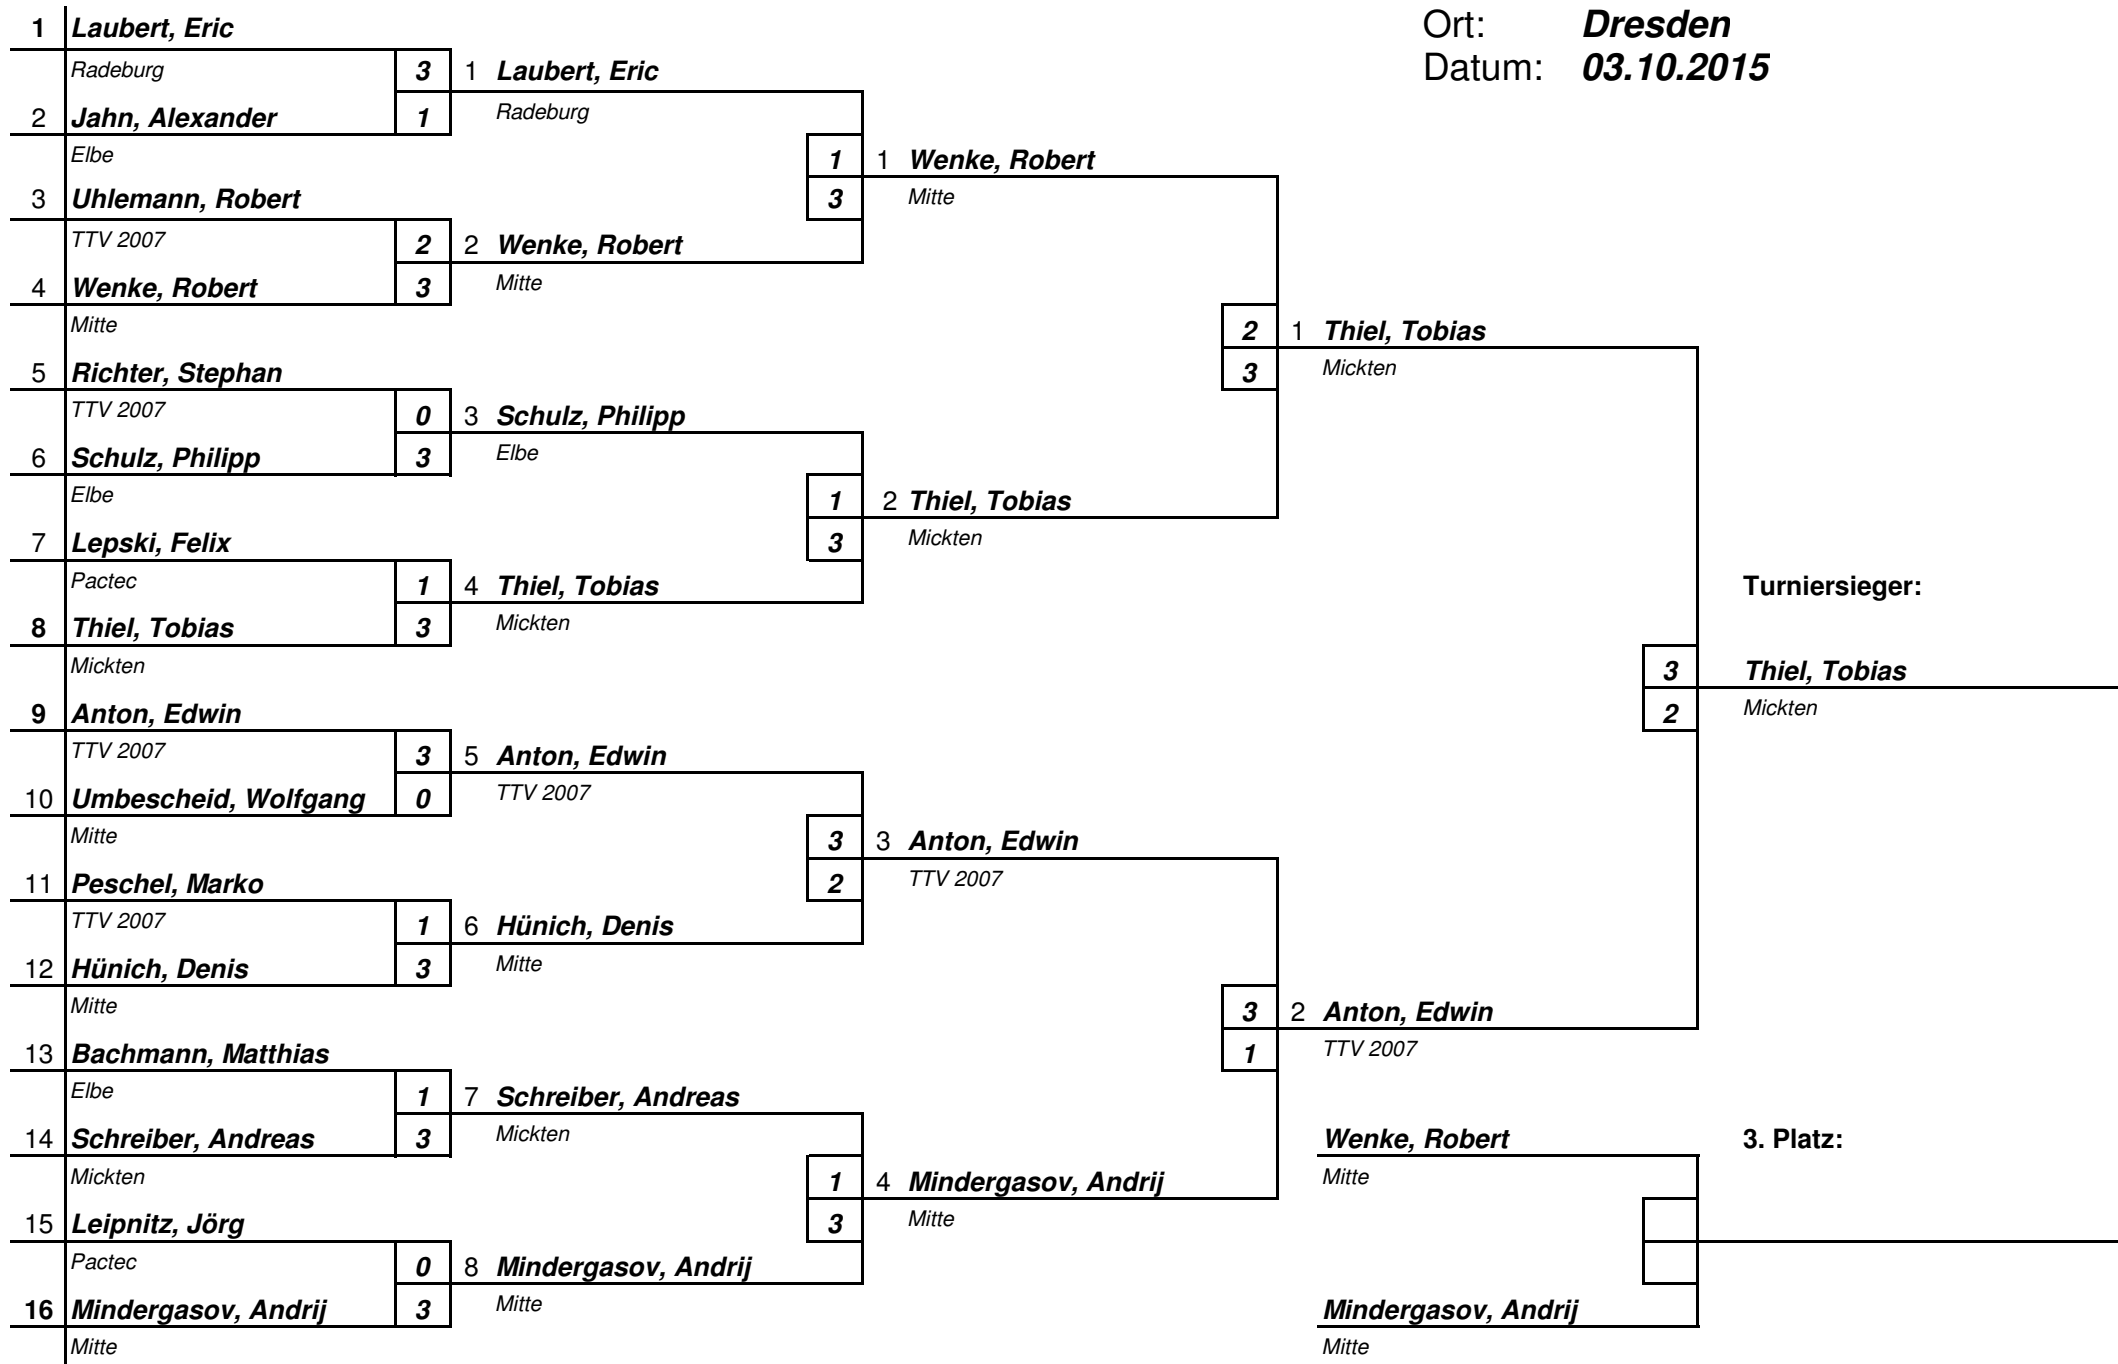 Ort: Dresden
Datum: 03.10.2015
1 Laubert, Eric
Radeburg 3 1 Laubert, Eric
2 Jahn, Alexander 1 Radeburg
Elbe 1 1 Wenke, Robert
3 Uhlemann, Robert 3 Mitte
TTV 2007 2 2 Wenke, Robert
4 Wenke, Robert 3 Mitte
Mitte 2 1 Thiel, Tobias
5 Richter, Stephan 3 Mickten
TTV 2007 0 3 Schulz, Philipp
6 Schulz, Philipp 3 Elbe
Elbe 1 2 Thiel, Tobias
7 Lepski, Felix 3 Mickten
Pactec 1 4 Thiel, Tobias Turniersieger:
8 Thiel, Tobias 3 Mickten
Mickten 3 Thiel, Tobias
9 Anton, Edwin 2 Mickten
TTV 2007 3 5 Anton, Edwin
10 Umbescheid, Wolfgang 0 TTV 2007
Mitte 3 3 Anton, Edwin
11 Peschel, Marko 2 TTV 2007
TTV 2007 1 6 Hünich, Denis
12 Hünich, Denis 3 Mitte
Mitte 3 2 Anton, Edwin
13 Bachmann, Matthias 1 TTV 2007
Elbe 1 7 Schreiber, Andreas
14 Schreiber, Andreas 3 Mickten Wenke, Robert 3. Platz:
Mickten 1 4 Mindergasov, Andrij Mitte
15 Leipnitz, Jörg 3 Mitte
Pactec 0 8 Mindergasov, Andrij
16 Mindergasov, Andrij 3 Mitte Mindergasov, Andrij
Mitte Mitte